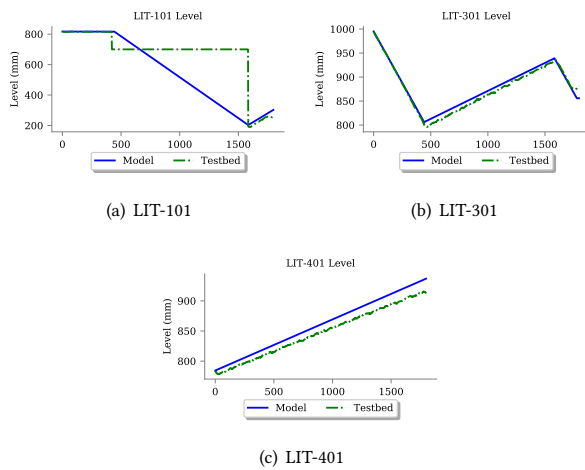 LIT-101 Level
800
600
400
200
Level (mm)
0
500
1000
1500
Model
Testbed
(a) LIT-101
LIT-301 Level
1000
950
900
850
800
Level (mm)
0
500
1000
1500
Model
Testbed
(b) LIT-301
LIT-401 Level
900
850
800
Level (mm)
0
500
1000
1500
Model
Testbed
(c) LIT-401